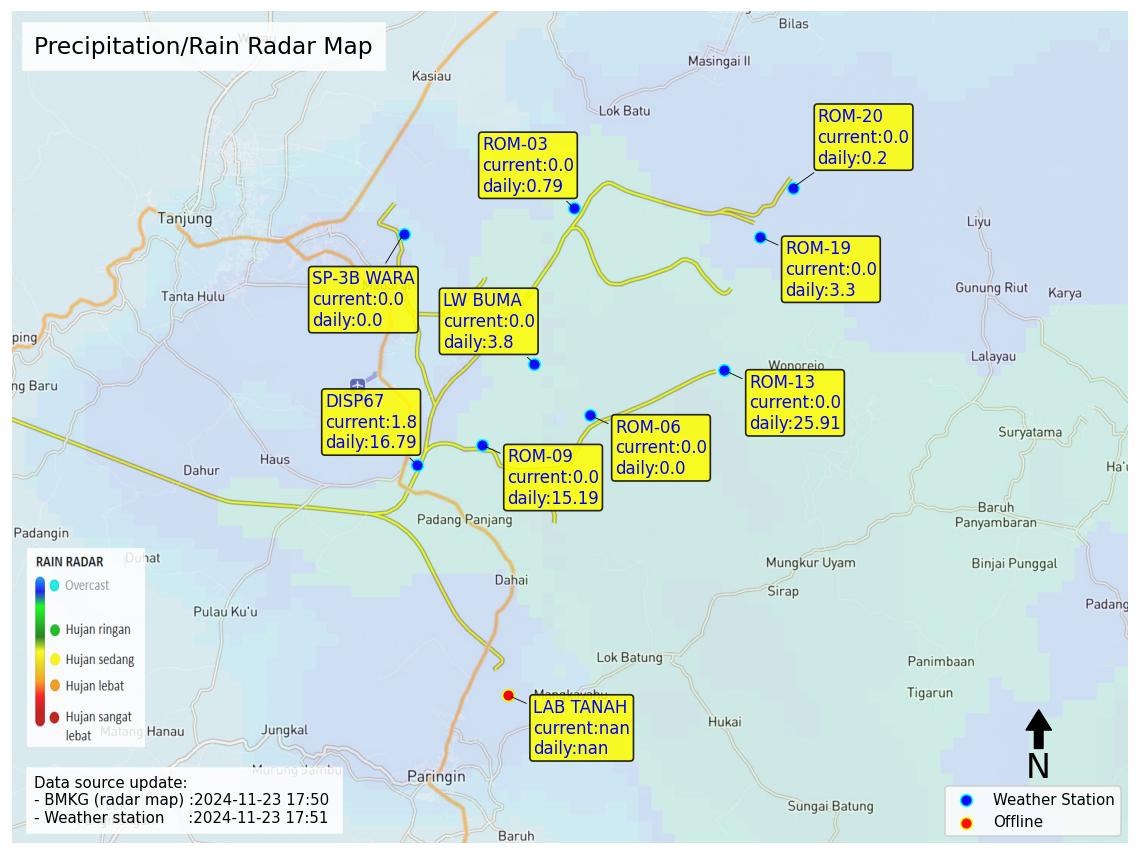 Precipitation/Rain Radar Map
Bilas
Masingai II
Kasiau
Lok Batu
ROM-20
current:0.0
daily:0.2
ROM-03
current:0.0
daily:0.79
Tanjung
Liyu
ROM-19
current:0.0
daily:3.3
SP-3B WARA
current:0.0
daily:0.0
LW BUMA
current:0.0
daily:3.8
Tanta Hulu
Gunung Riut
Karya
ping
Lalayau
Wonorejo
ng Baru
ROM-13
current:0.0
daily:25.91
DISP67
current:1.8
daily:16.79
ROM-06
current:0.0
daily:0.0
Suryatama
ROM-09
current:0.0
daily:15.19
Haus
Dahur
Ha'u
Baruh
Panyambaran
Padang Panjang
Padangin
Duhat
Mungkur Uyam
Binjai Punggal
Dahai
Sirap
Padang
Pulau Ku'u
RAIN RADAR
Overcast
Hujan ringan
Hujan sedang
Hujan lebat
Hujan sangat
lebat
Lok Batung
Panimbaan
Tigarun
Mangkayahu
LAB TANAH
current:nan
daily:nan
Hukai
Matang Hanau
Jungkal
Murung Jambu
Paringin
N
Data source update:
- BMKG (radar map) :2024-11-23 17:50
- Weather station :2024-11-23 17:51
Sungai Batung
Baruh
Weather Station
Offline